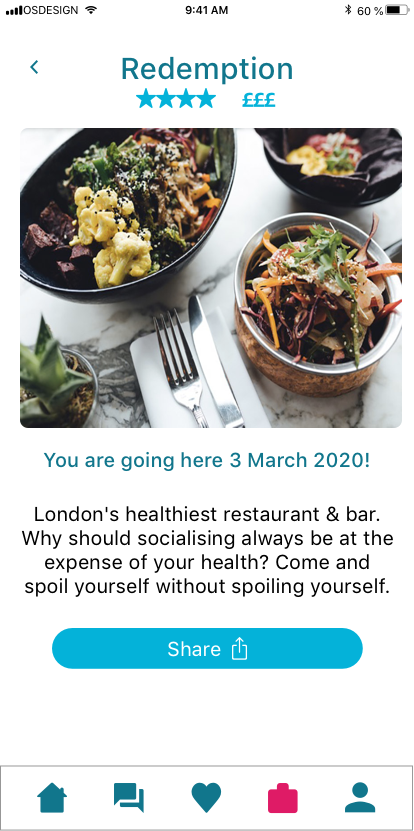 IOSDESIGN 9:41 AM 60 %
Redemption
£££
You are going here 3 March 2020!
London's healthiest restaurant & bar.
Why should socialising always be at the
expense of your health? Come and
spoil yourself without spoiling yourself.
Share